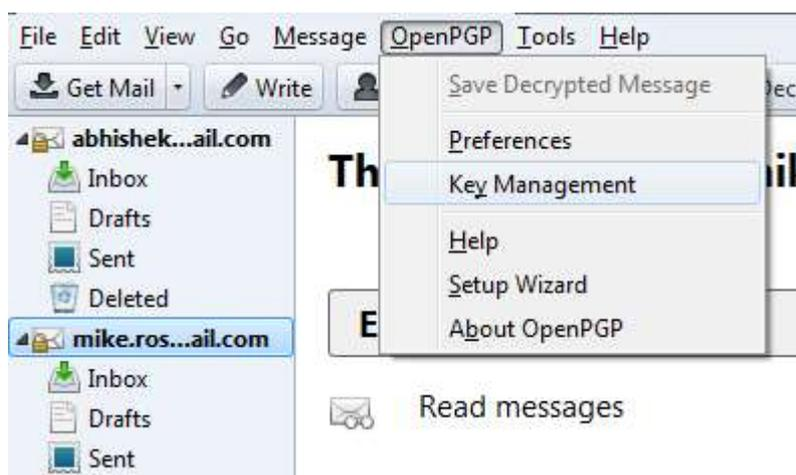 File Edit View Go Message OpenPGP Tools Help
Get Mail Write
Save Decrypted Message
abhishek...ail.com
Preferences
Inbox
Th
Key Management
Drafts
Sent
Help
Deleted
Setup Wizard
mike.ros...ail.com
E
About OpenPGP
Inbox
Read messages
Drafts
Sent